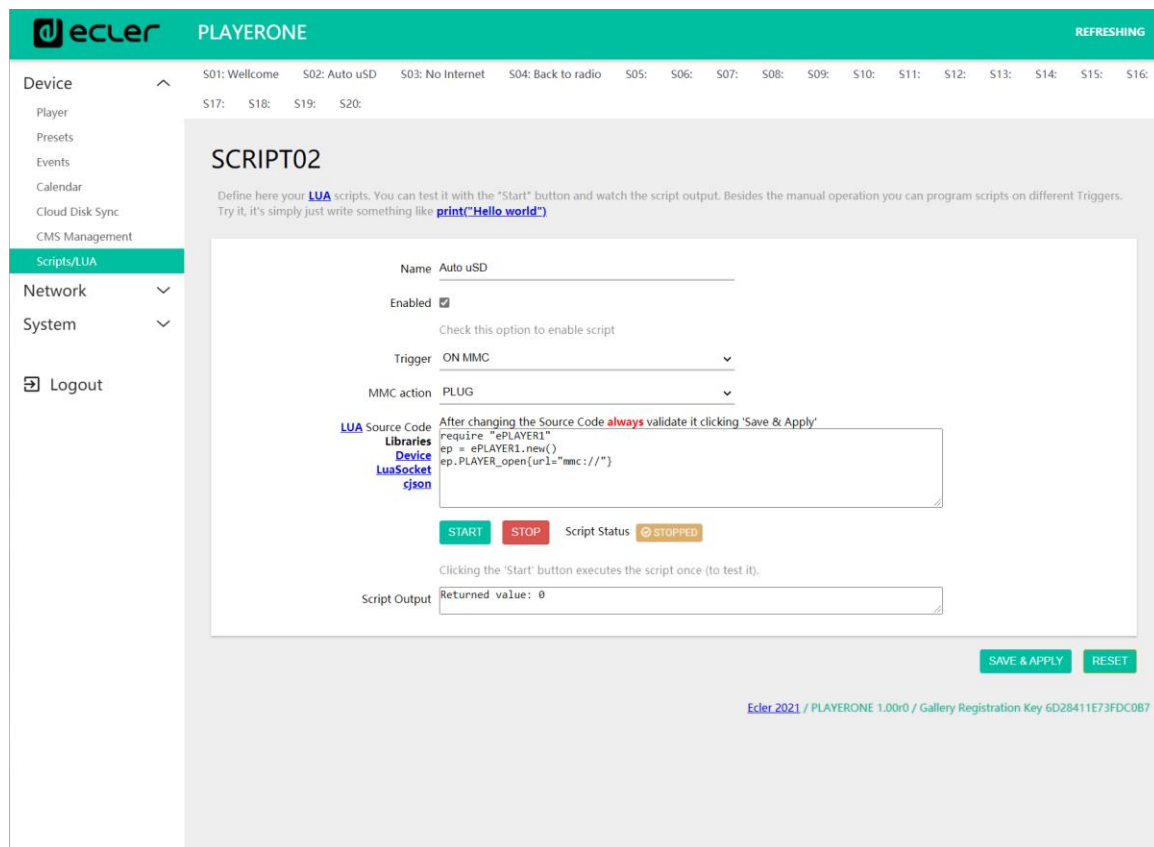 ecler
PLAYERONE
REFRESHING
Device
Player
Presets
Events
Calendar
Cloud Disk Sync
CMS Management
Scripts/LUA
Network
System
Logout
S01: Wellcome S02: Auto uSD S03: No Internet S04: Back to radio S05: S06: S07: S08: S09: S10: S11: S12: S13: S14: S15: S16:
S17: S18: S19: S20:
SCRIPT02
Define here your LUA scripts. You can test it with the "Start" button and watch the script output. Besides the manual operation you can program scripts on different Triggers.
Try it, it's simply just write something like print("Hello world")
Name Auto uSD
Enabled
Check this option to enable script
Trigger ON MMC
MMC action PLUG
LUA Source Code
Libraries
Device
LuaSocket
cjson
After changing the Source Code always validate it clicking 'Save & Apply'
require "ePLAYER1"
ep = ePLAYER1.new()
ep.PLAYER_open{url="mmc://"}
START STOP Script Status STOPPED
Clicking the 'Start' button executes the script once (to test it).
Script Output Returned value: 0
SAVE & APPLY RESET
Ecler 2021 / PLAYERONE 1.00r0 / Gallery Registration Key 6D28411E73FDC0B7